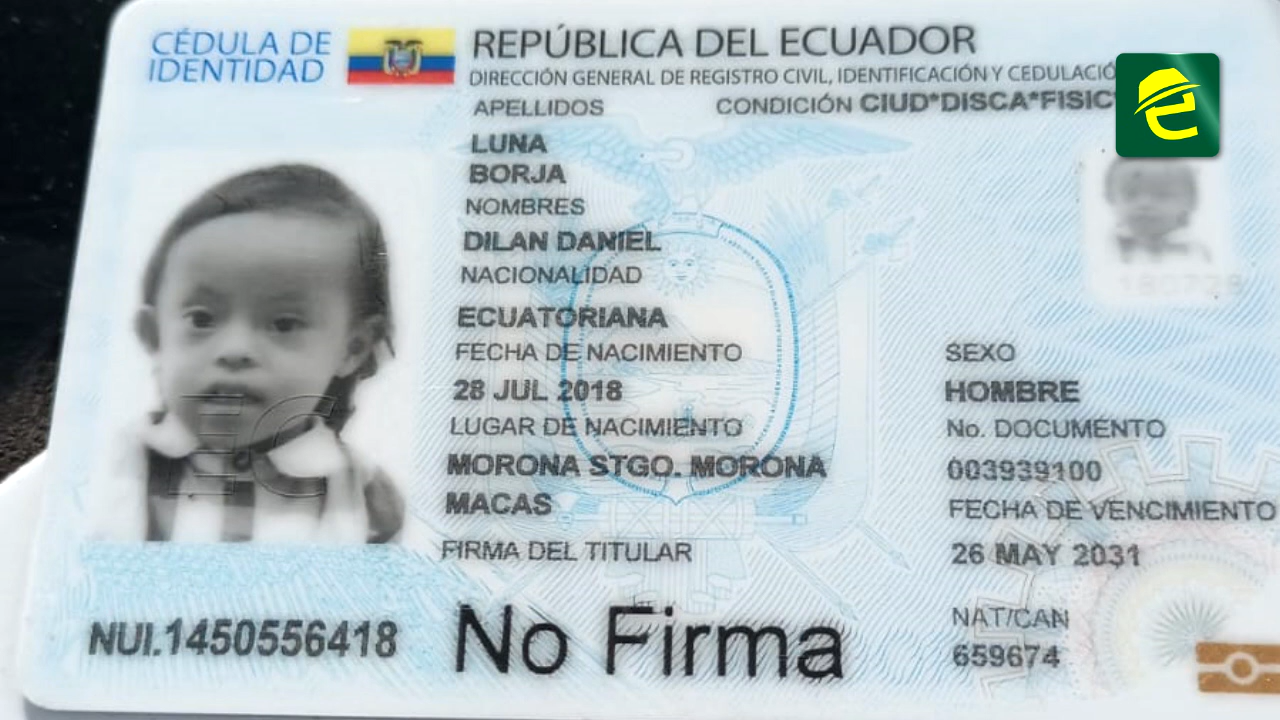 CÉDULA DE
IDENTIDAD
REPÚBLICA DEL ECUADOR
DIRECCIÓN GENERAL DE REGISTRO CIVIL, IDENTIFICACIÓN Y CEDULACIÓ
APELLIDOS
CONDICIÓN CIUD*DISCA*FISIC
LUNA
BORJA
NOMBRES
DILAN DANIEL
NACIONALIDAD
ECUATORIANA
FECHA DE NACIMIENTO
28 JUL 2018
LUGAR DE NACIMIENTO
MORONA STGO. MORONA
MACAS
FIRMA DEL TITULAR
No Firma
SEXO
HOMBRE
No. DOCUMENTO
003939100
FECHA DE VENCIMIENTO
26 MAY 2031
NAT/CAN
659674
EC
NUI.1450556418